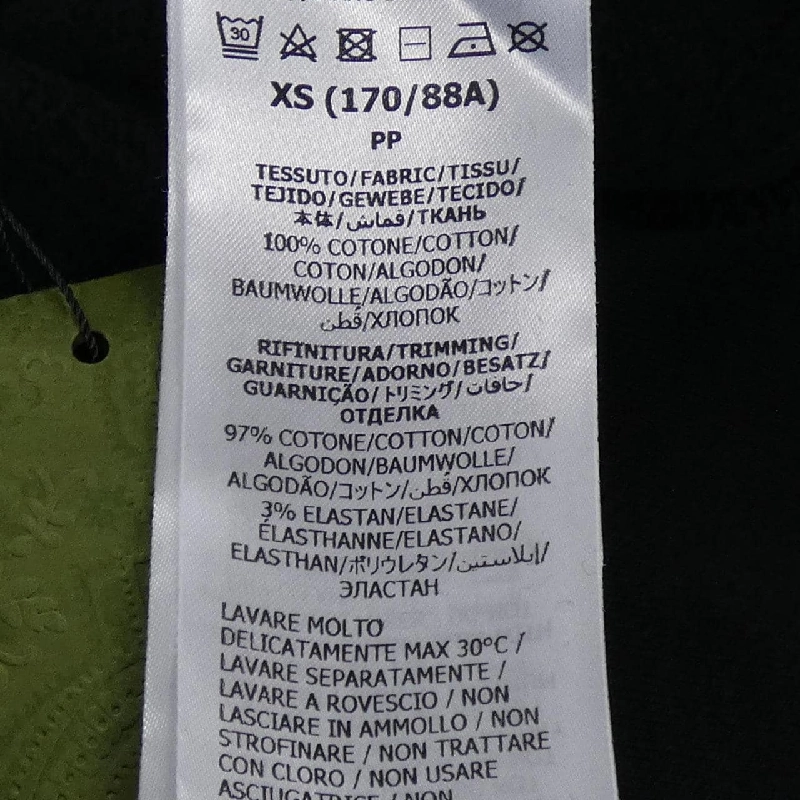 30
XS (170/88A)
PP
TESSUTO/FABRIC/TISSU/
TEJIDO/GEWEBE/TECIDO/
本体/قماش/ТКАНЬ
100% COTONE/COTTON/
COTON/ALGODON/
BAUMWOLLE/ALGODÃO/コットン/
قطن/ХЛОПОК
RIFINITURA/TRIMMING/
GARNITURE/ADORNO/BESATZ/
GUARNIÇÃO/トリミング/حافات/
ОТДЕЛКА
97% COTONE/COTTON/COTON/
ALGODON/BAUMWOLLE/
ALGODÃO/コットン/قطن/ХЛОПОК
3% ELASTAN/ELASTANE/
ÉLASTHANNE/ELASTANO/
ELASTHAN/ポリウレタン/إيلاستين/
ЭЛАСТАН
LAVARE MOLTO
DELICATAMENTE MAX 30°C /
LAVARE SEPARATAMENTE /
LAVARE A ROVESCIO / NON
LASCIARE IN AMMOLLO / NON
STROFINARE / NON TRATTARE
CON CLORO / NON USARE
ASCIUGATRICE / NON